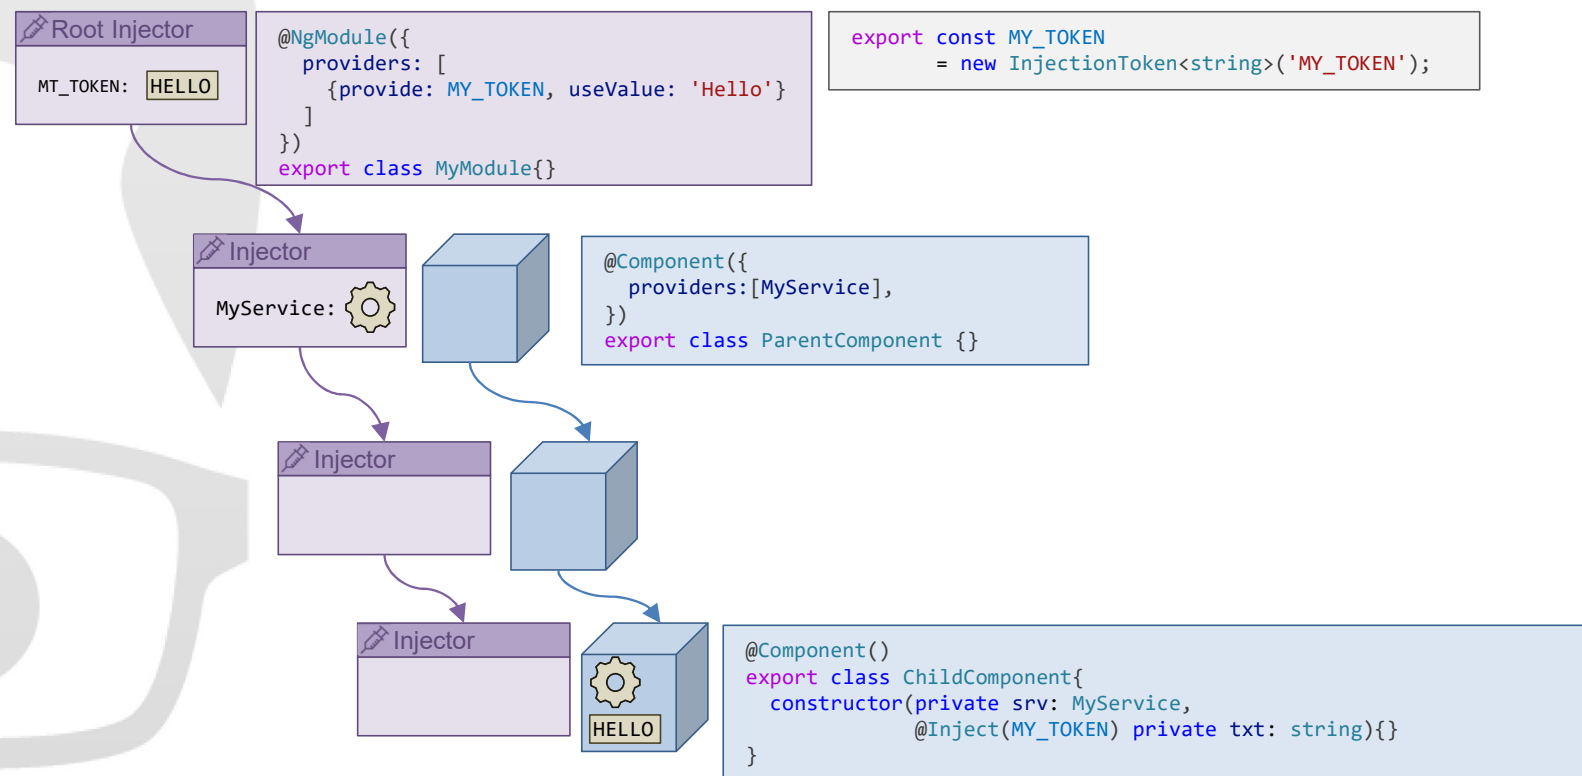 Root Injector
MT_TOKEN: HELLO
@NgModule({
  providers: [
    {provide: MY_TOKEN, useValue: 'Hello'}
  ]
})
export class MyModule{}
export const MY_TOKEN
       = new InjectionToken<string>('MY_TOKEN');
Injector
MyService:
@Component({
  providers:[MyService],
})
export class ParentComponent {}
Injector
Injector
HELLO
@Component()
export class ChildComponent{
  constructor(private srv: MyService,
              @Inject(MY_TOKEN) private txt: string){}
}